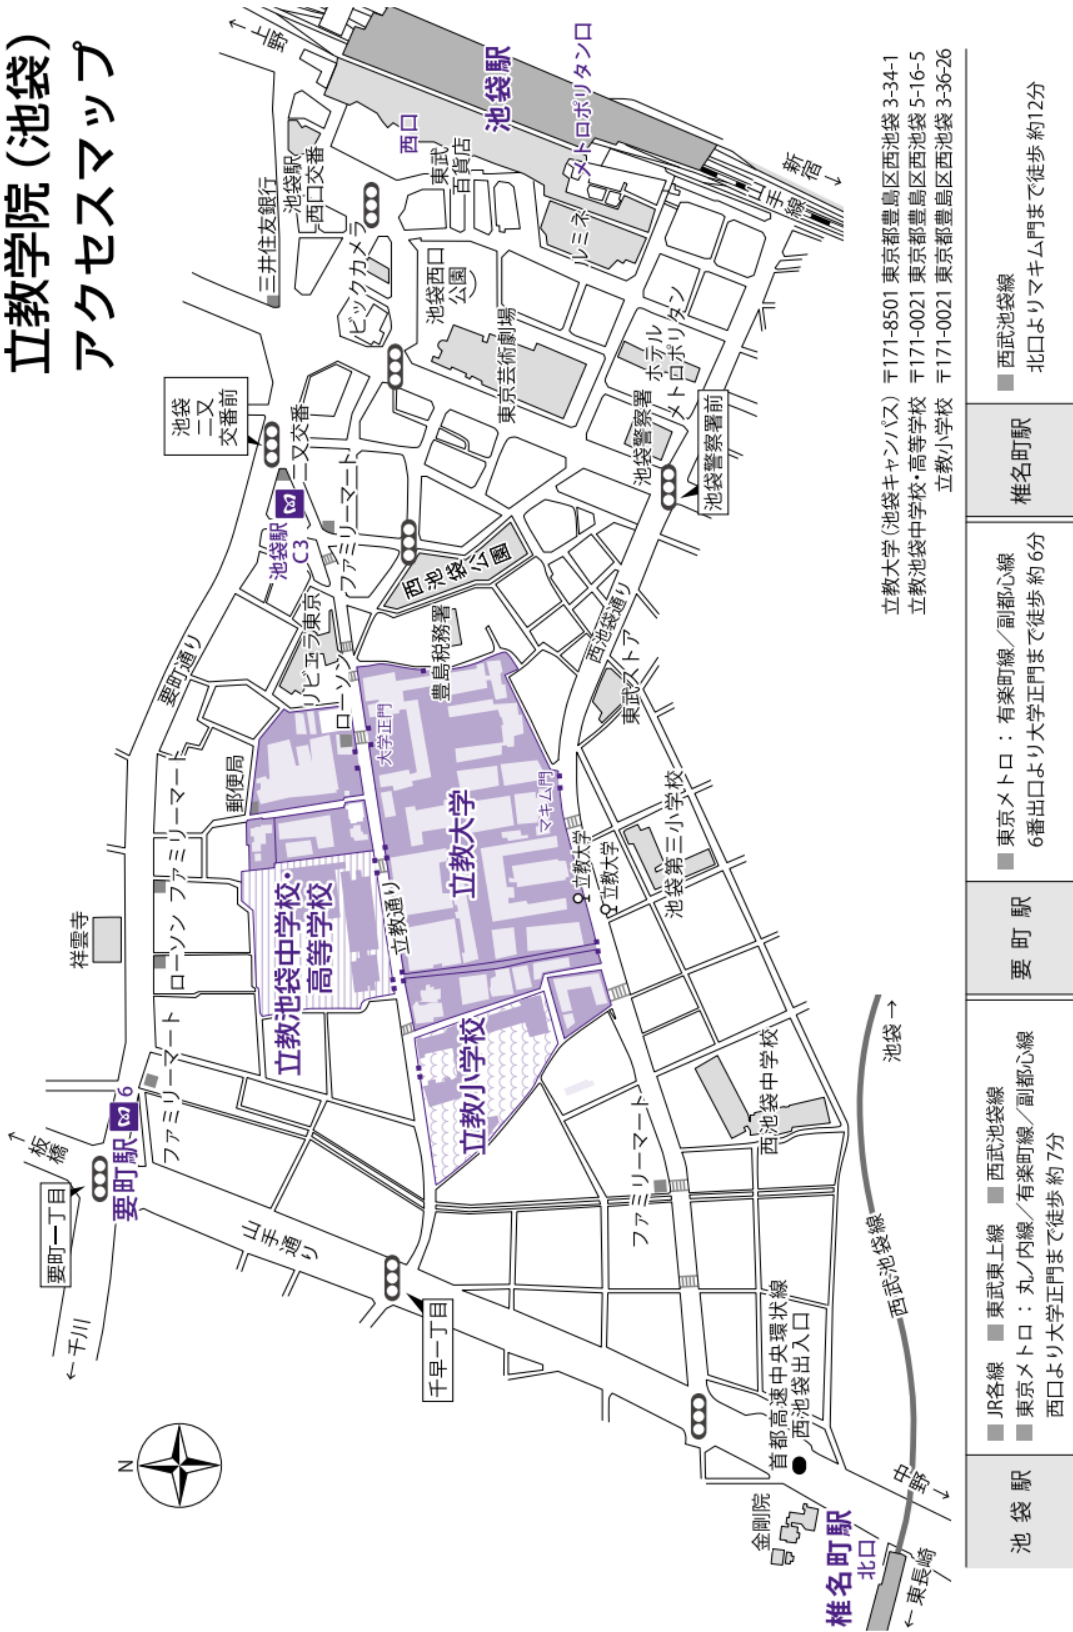 立教学院（池袋）
アクセスマップ
↑
上野
池袋駅
西口
メトロポリタン口
新宿
↓
山手線
池袋駅
西口交番
三井住友銀行
東武
百貨店
ルミネ
ビックカメラ
池袋西口
公園
東京芸術劇場
ホテル
メトロポリタン
池袋警察署
池袋警察署前
池袋
二又
交番前
二又交番
池袋駅
C3
ファミリーマート
西池袋公園
リビエラ東京
ローソン
豊島税務署
西池袋通り
東武ストア
要町通り
郵便局
大学正門
立教大学
マキム門
立教大学
立教大学
池袋第三小学校
ファミリーマート
ローソン
祥雲寺
立教池袋中学校・
高等学校
立教通り
立教小学校
ファミリーマート
6
要町駅
↑
板橋
要町一丁目
←千川
山手通り
千早一丁目
ファミリーマート
西池袋中学校
池袋→
西武池袋線
首都高速中央環状線
西池袋出入口
中野
↓
金剛院
椎名町駅
北口
←東長崎
N
立教大学（池袋キャンパス） 〒171-8501 東京都豊島区西池袋 3-34-1
立教池袋中学校・高等学校 〒171-0021 東京都豊島区西池袋 5-16-5
立教小学校 〒171-0021 東京都豊島区西池袋 3-36-26
池袋駅
■ JR各線 ■ 東武東上線 ■ 西武池袋線
■ 東京メトロ：丸ノ内線／有楽町線／副都心線
西口より大学正門まで徒歩 約 7分
要町駅
■ 東京メトロ：有楽町線／副都心線
6番出口より大学正門まで徒歩 約 6分
椎名町駅
■ 西武池袋線
北口よりマキム門まで徒歩 約12分